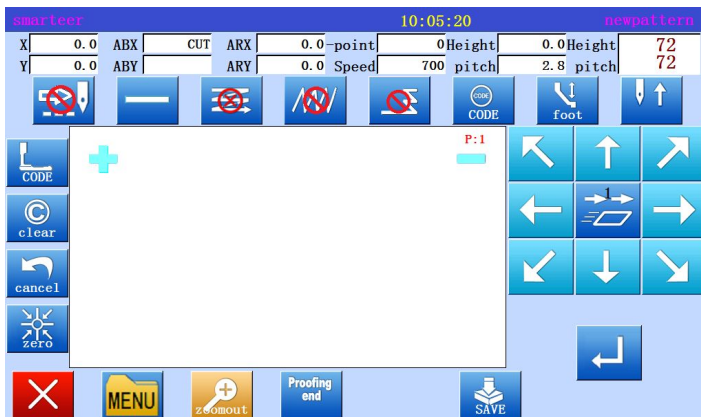 smarteer 10:05:20 newpattern
X 0.0 ABX CUT ARX 0.0 -point 0 Height 0.0 Height 72
Y 0.0 ABY ARY 0.0 Speed 700 pitch 2.8 pitch 72
CODE
CODE
foot
P:1
CODE
1
C
clear
cancel
zero
MENU
zoomout
Proofing
end
SAVE